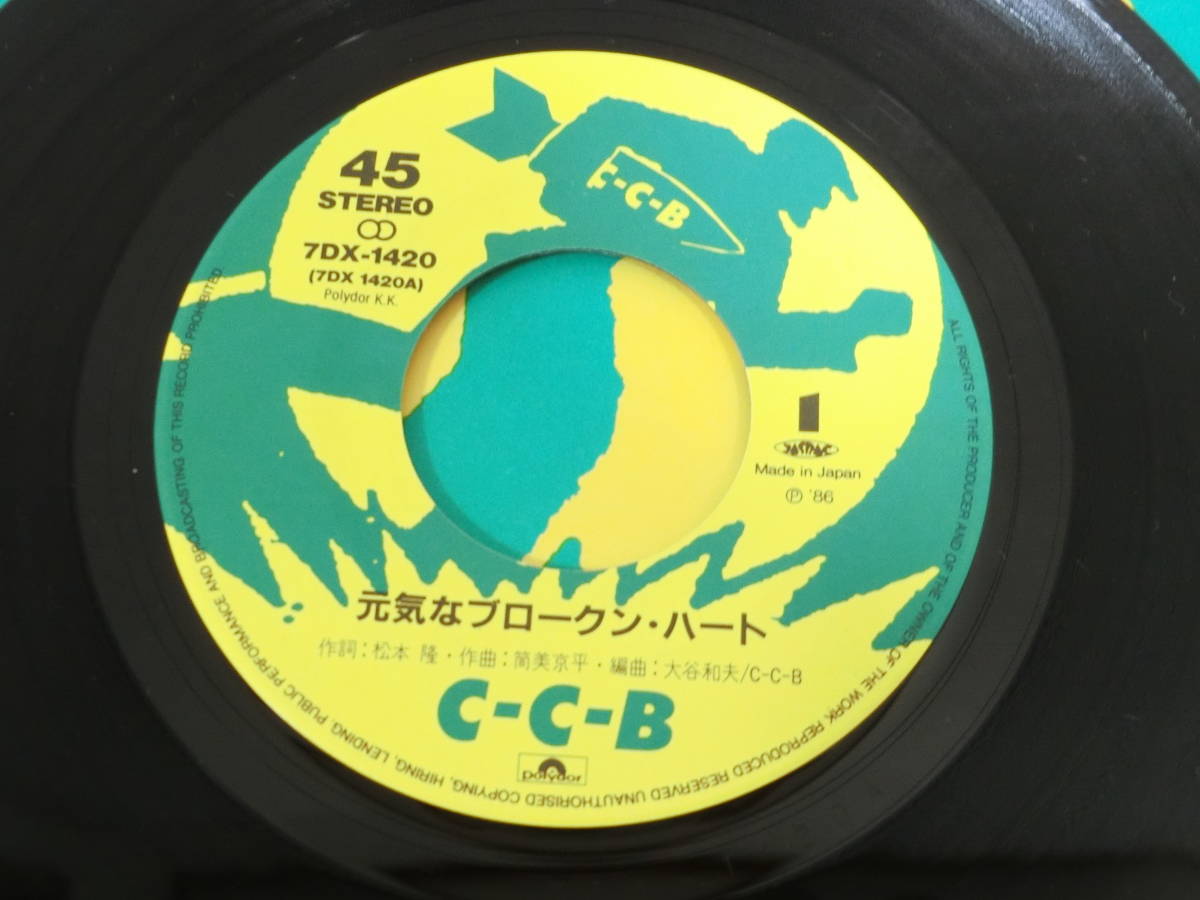 45
STEREO
7DX-1420
(7DX 1420A)
Polydor K.K.
C-C-B
1
JASRAC
Made in Japan
Ⓟ '86
元気なブロークン・ハート
作詞:松本 隆・作曲:筒美京平・編曲:大谷和夫/C-C-B
C-C-B
polydor
ALL RIGHTS OF THE PRODUCER AND OF THE OWNER OF THE WORK REPRODUCED RESERVED UNAUTHORISED COPYING, HIRING, LENDING, PUBLIC PERFORMANCE AND BROADCASTING OF THIS RECORD PROHIBITED